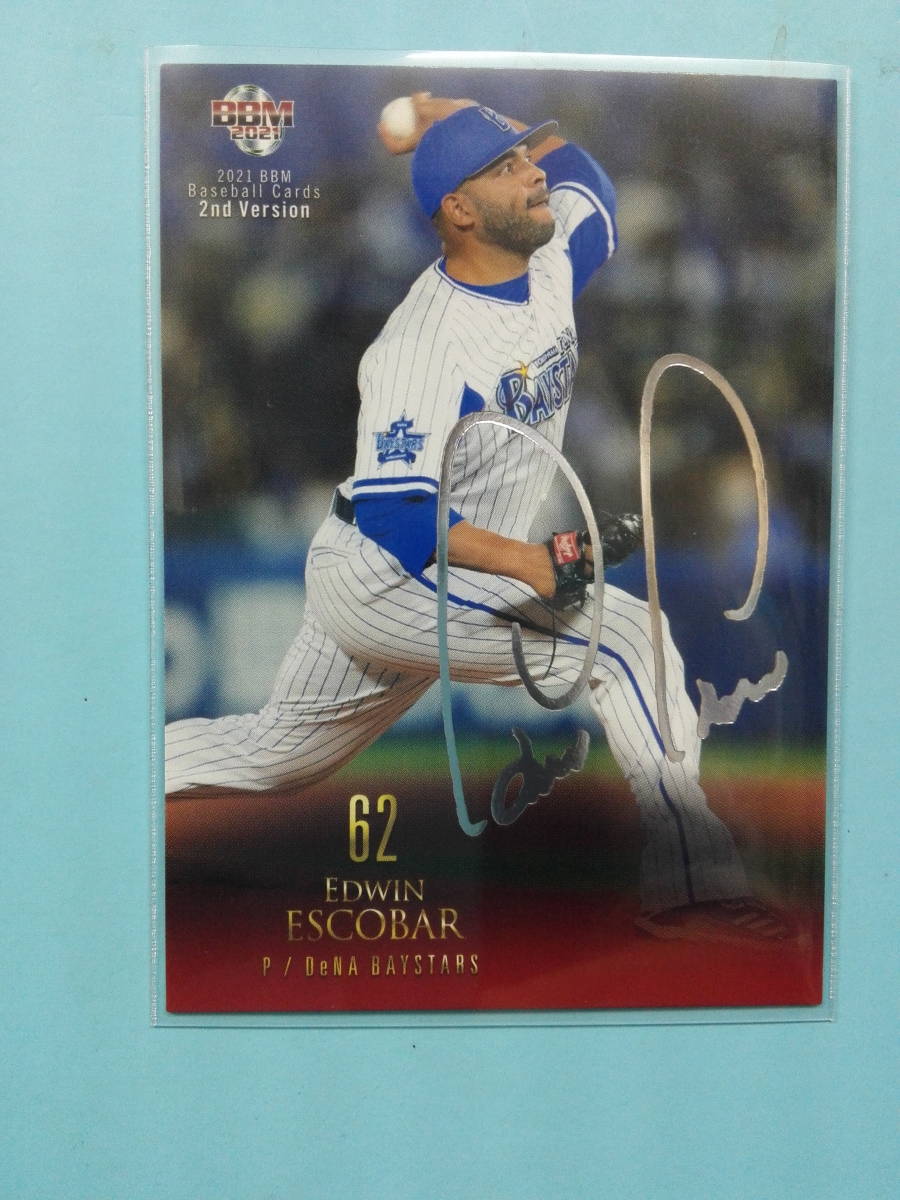 BBM
2021
2021 BBM
Baseball Cards
2nd Version
BAYSTARS
62
EDWIN
ESCOBAR
P / DeNA BAYSTARS